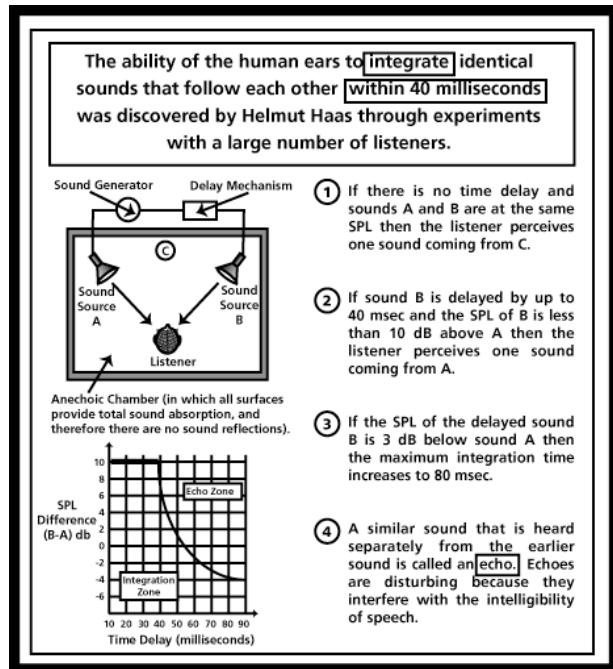 The ability of the human ears to integrate identical
sounds that follow each other within 40 milliseconds
was discovered by Helmut Haas through experiments
with a large number of listeners.
Sound Generator
Delay Mechanism
C
Sound
Source
A
Sound
Source
B
Listener
Anechoic Chamber (in which all surfaces
provide total sound absorption, and
therefore there are no sound reflections).
1 If there is no time delay and
sounds A and B are at the same
SPL then the listener perceives
one sound coming from C.
2 If sound B is delayed by up to
40 msec and the SPL of B is less
than 10 dB above A then the
listener perceives one sound
coming from A.
3 If the SPL of the delayed sound
B is 3 dB below sound A then
the maximum integration time
increases to 80 msec.
4 A similar sound that is heard
separately from the earlier
sound is called an echo. Echoes
are disturbing because they
interfere with the intelligibility
of speech.
SPL
Difference
(B-A) db
10
8
6
4
2
0
-2
-4
-6
Echo Zone
Integration
Zone
10 20 30 40 50 60 70 80 90
Time Delay (milliseconds)